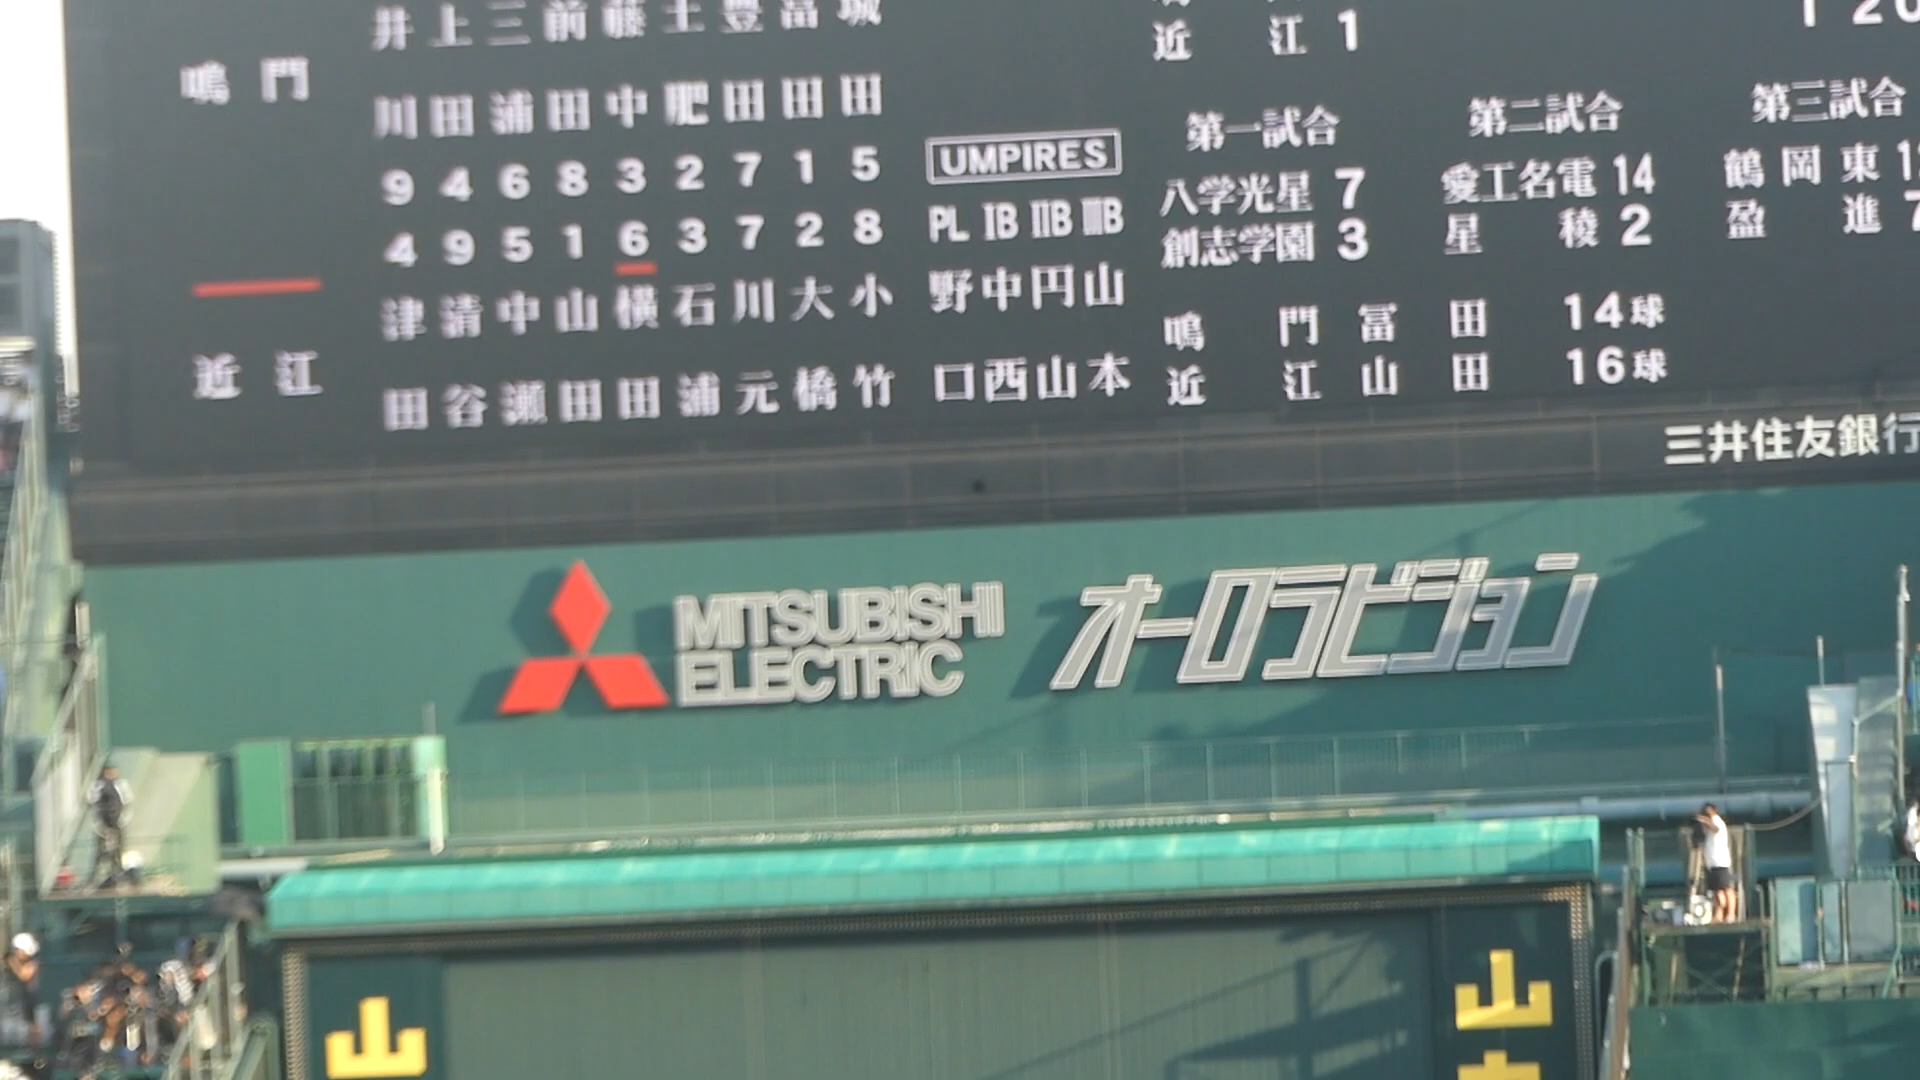 井上三前藤土豊冨城
鳴門
川田浦田中肥田田田
9 4 6 8 3 2 7 1 5
4 9 5 1 6 3 7 2 8
津清中山横石川大小
近江
田谷瀬田田浦元橋竹
UMPIRES
PL ⅠB ⅡB ⅢB
野中円山
口西山本
近江 1
1 20
第一試合 第二試合 第三試合
八学光星 7 愛工名電 14 鶴岡東 1
創志学園 3 星稜 2 盈進 7
鳴門 冨田 14球
近江 山田 16球
三井住友銀行
MITSUBISHI
ELECTRIC
オーロラビジョン
山 山